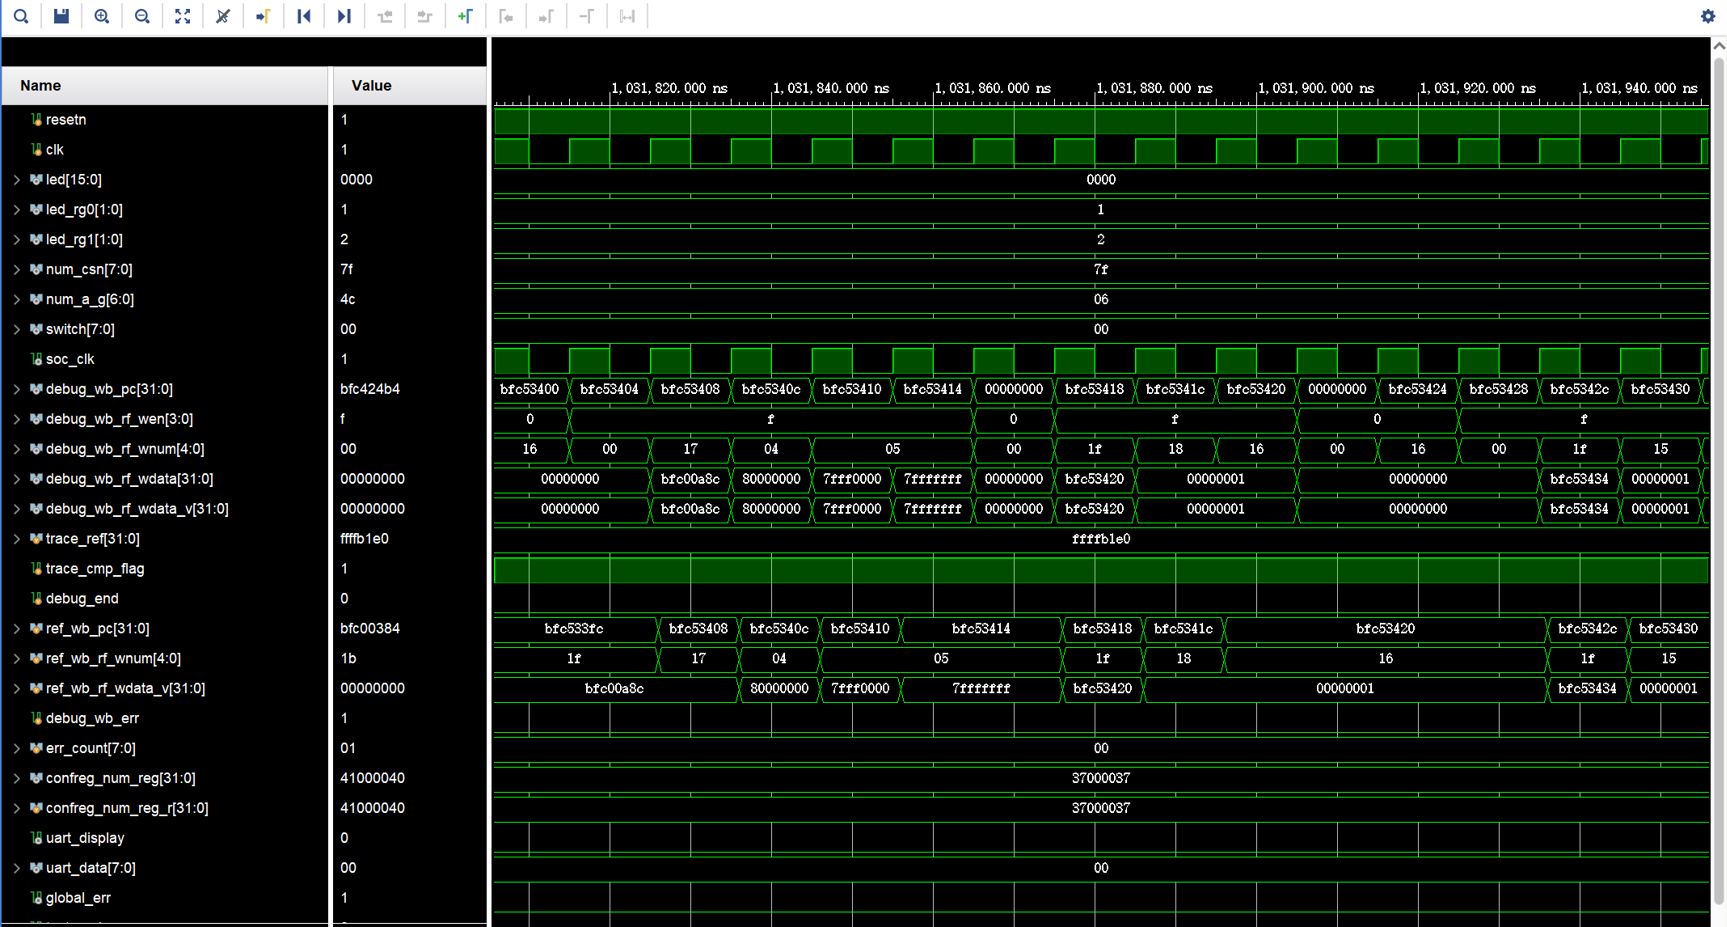 1,031,820.000 ns 1,031,840.000 ns 1,031,860.000 ns 1,031,880.000 ns 1,031,900.000 ns 1,031,920.000 ns 1,031,940.000 ns
Name Value
resetn 1
clk 1
led[15:0] 0000 0000
led_rg0[1:0] 1 1
led_rg1[1:0] 2 2
num_csn[7:0] 7f 7f
num_a_g[6:0] 4c 06
switch[7:0] 00 00
soc_clk 1
debug_wb_pc[31:0] bfc424b4 bfc53400 bfc53404 bfc53408 bfc5340c bfc53410 bfc53414 00000000 bfc53418 bfc5341c bfc53420 00000000 bfc53424 bfc53428 bfc5342c bfc53430
debug_wb_rf_wen[3:0] f 0 f 0 f 0 f
debug_wb_rf_wnum[4:0] 00 16 00 17 04 05 00 1f 18 16 00 16 00 1f 15
debug_wb_rf_wdata[31:0] 00000000 00000000 bfc00a8c 80000000 7fff0000 7fffffff 00000000 bfc53420 00000001 00000000 bfc53434 00000001
debug_wb_rf_wdata_v[31:0] 00000000 00000000 bfc00a8c 80000000 7fff0000 7fffffff 00000000 bfc53420 00000001 00000000 bfc53434 00000001
trace_ref[31:0] ffffb1e0 ffffb1e0
trace_cmp_flag 1
debug_end 0
ref_wb_pc[31:0] bfc00384 bfc533fc bfc53408 bfc5340c bfc53410 bfc53414 bfc53418 bfc5341c bfc53420 bfc5342c bfc53430
ref_wb_rf_wnum[4:0] 1b 1f 17 04 05 1f 18 16 1f 15
ref_wb_rf_wdata_v[31:0] 00000000 bfc00a8c 80000000 7fff0000 7fffffff bfc53420 00000001 bfc53434 00000001
debug_wb_err 1
err_count[7:0] 01 00
confreg_num_reg[31:0] 41000040 37000037
confreg_num_reg_r[31:0] 41000040 37000037
uart_display 0
uart_data[7:0] 00 00
global_err 1